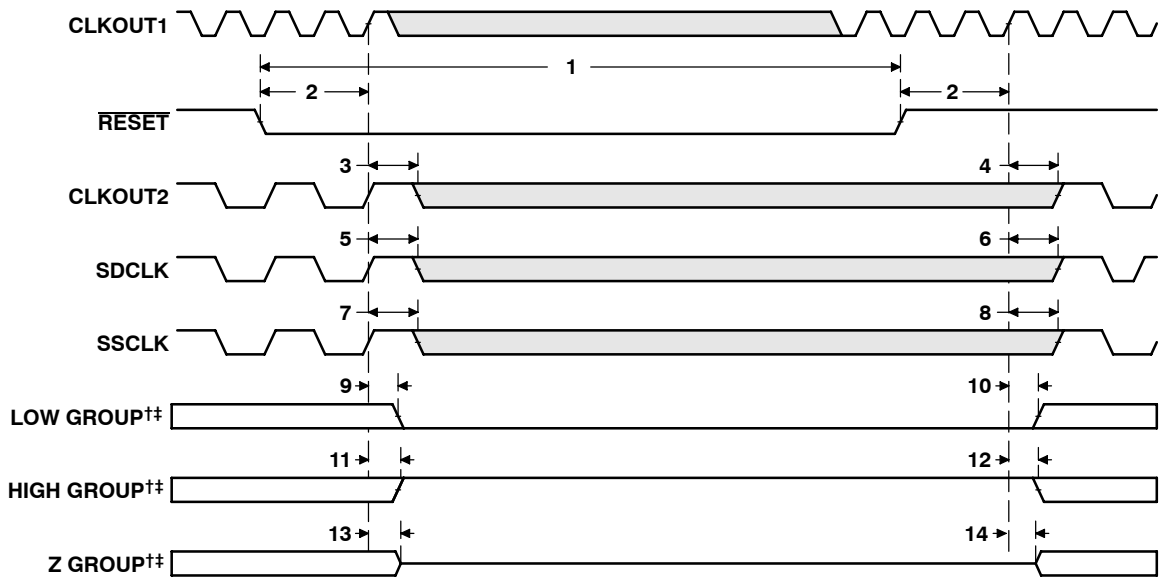 CLKOUT1
1
2 2
RESET
3 4
CLKOUT2
5 6
SDCLK
7 8
SSCLK
9 10
LOW GROUP†‡
11 12
HIGH GROUP†‡
13 14
Z GROUP†‡